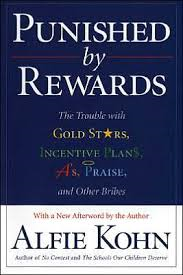 PUNISHED
by
REWARDS
The Trouble with
GOLD ST★RS,
INCENTIVE PLAN$,
A's, PRAISE,
and Other Bribes
With a New Afterword by the Author
ALFIE KOHN
Author of No Contest and The Schools Our Children Deserve